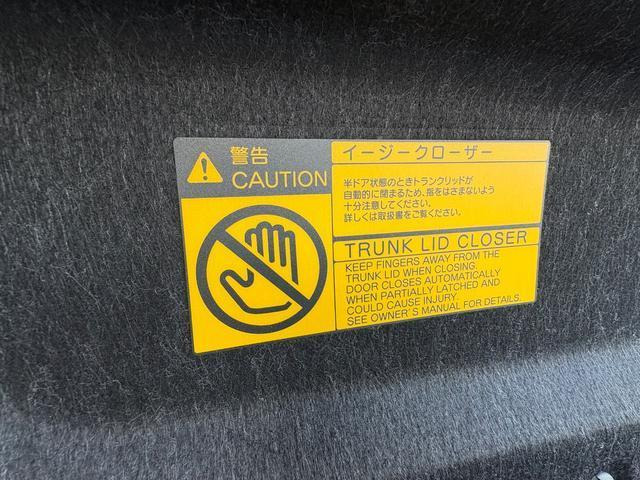 警告
CAUTION
イージークローザー
半ドア状態のときトランクリッドが
自動的に閉まるため、指をはさまないよう
十分注意してください。
詳しくは取扱書をご覧ください。
TRUNK LID CLOSER
KEEP FINGERS AWAY FROM THE
TRUNK LID WHEN CLOSING.
DOOR CLOSES AUTOMATICALLY
WHEN PARTIALLY LATCHED AND
COULD CAUSE INJURY.
SEE OWNER'S MANUAL FOR DETAILS.